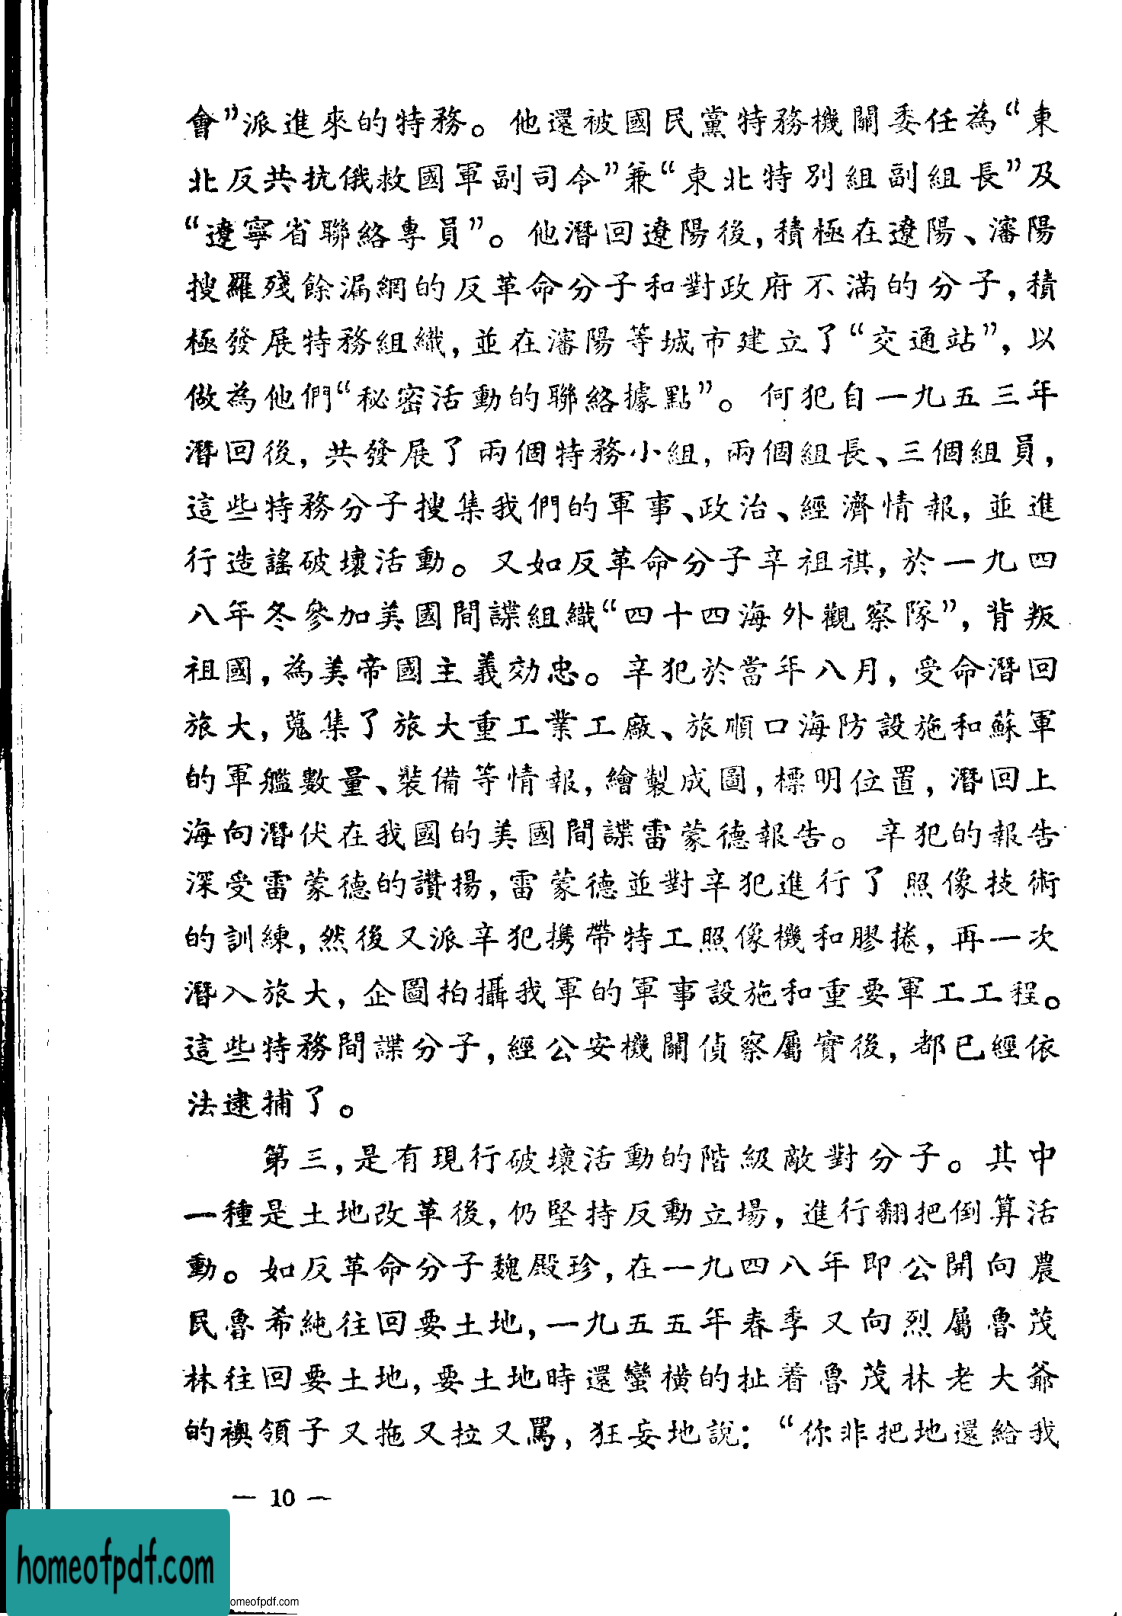 會”派進來的特務。他還被國民黨特務機關委任為“東
北反共抗俄救國軍副司令”兼“東北特別組副組長”及
“遼寧省聯絡專員”。他潛回遼陽後，積極在遼陽、瀋陽
搜羅殘餘漏網的反革命分子和對政府不滿的分子，積
極發展特務組織，並在瀋陽等城市建立了“交通站”，以
做為他們“秘密活動的聯絡據點”。何犯自一九五三年
潛回後，共發展了兩個特務小組，兩個組長、三個組員，
這些特務分子搜集我們的軍事、政治、經濟情報，並進
行造謠破壞活動。又如反革命分子辛祖祺，於一九四
八年冬參加美國間諜組織“四十四海外觀察隊”，背叛
祖國，為美帝國主義効忠。辛犯於當年八月，受命潛回
旅大，蒐集了旅大重工業工廠、旅順口海防設施和蘇軍
的軍艦數量、裝備等情報，繪製成圖，標明位置，潛回上
海向潛伏在我國的美國間諜雷蒙德報告。辛犯的報告
深受雷蒙德的讚揚，雷蒙德並對辛犯進行了照像技術
的訓練，然後又派辛犯携帶特工照像機和膠捲，再一次
潛入旅大，企圖拍攝我軍的軍事設施和重要軍工工程。
這些特務間諜分子，經公安機關偵察屬實後，都已經依
法逮捕了。
第三，是有現行破壞活動的階級敵對分子。其中
一種是土地改革後，仍堅持反動立場，進行翻把倒算活
動。如反革命分子魏殿珍，在一九四八年即公開向農
民魯希純往回要土地，一九五五年春季又向烈屬魯茂
林往回要土地，要土地時還蠻橫的扯着魯茂林老大爺
的襖領子又拖又拉又罵，狂妄地說：“你非把地還給我
— 10 —
homeofpdf.com
omeofpdf.com